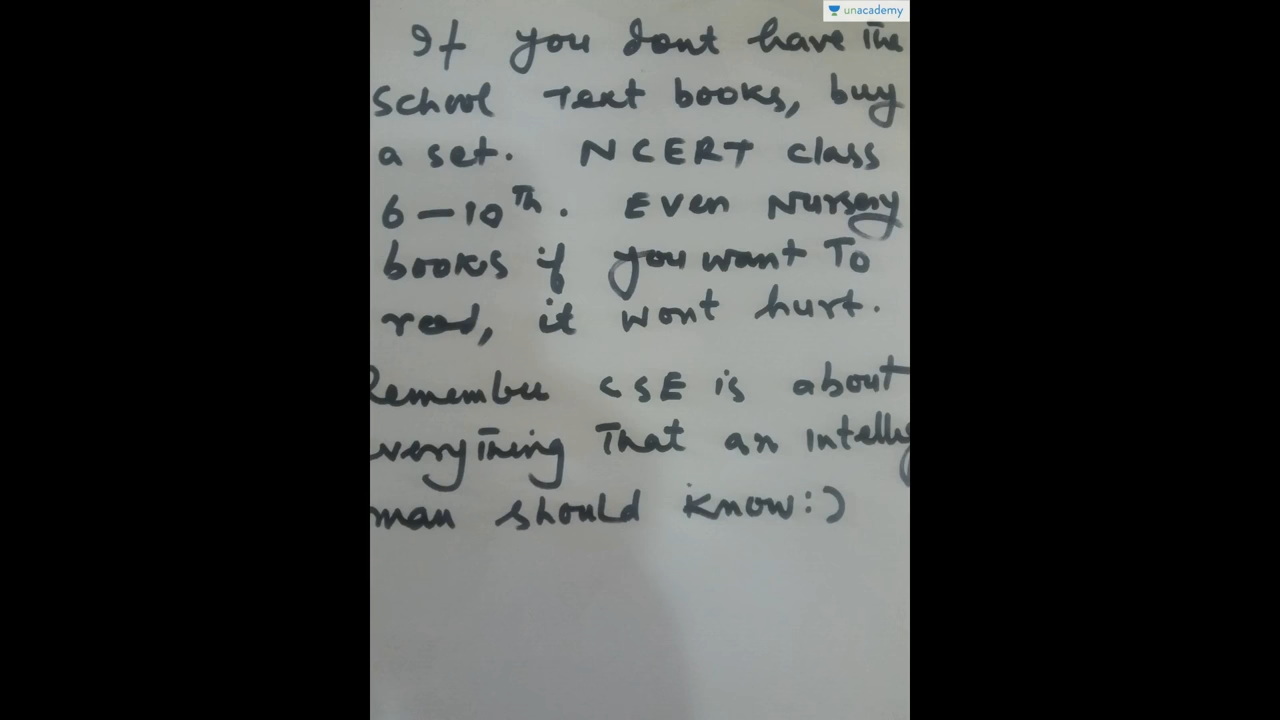 unacademy
If you dont have the
School Text books, buy
a set. NCERT class
6-10Th. Even Nursery
books if you want To
read, it wont hurt.
Remember CSE is about
everything That an intellig
man should know:)